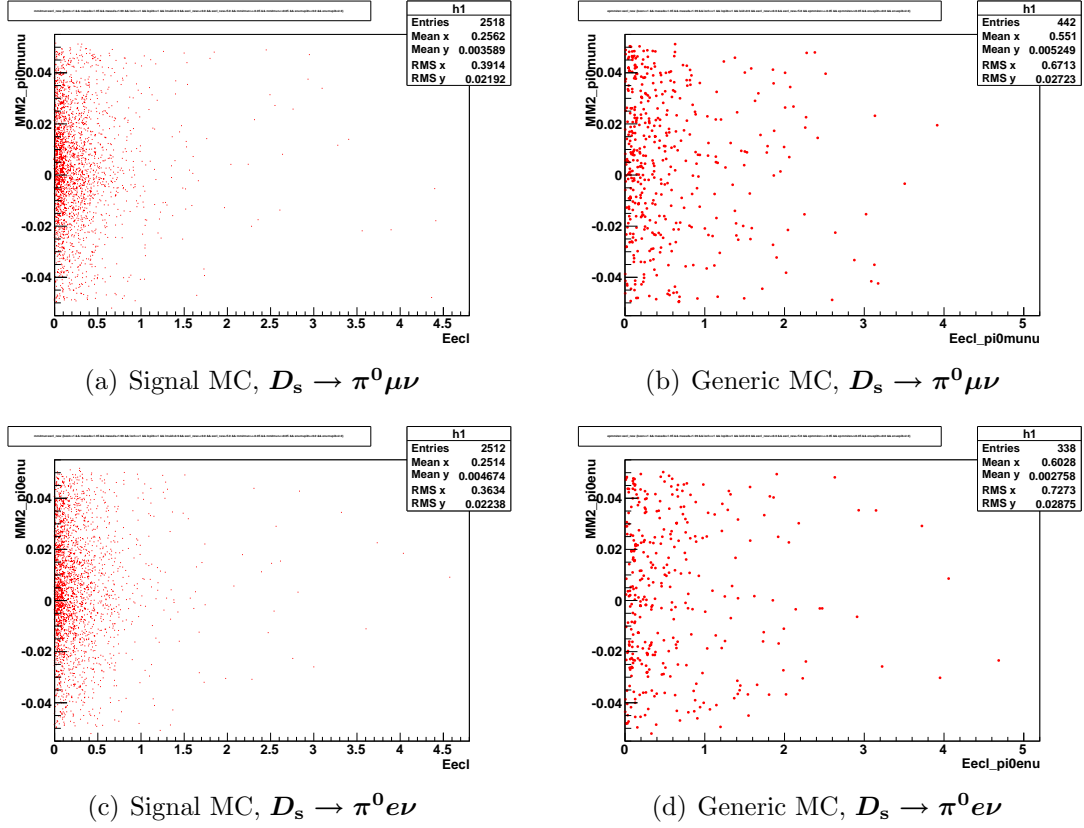 h1
Entries 2518
Mean x 0.2562
Mean y 0.003589
RMS x 0.3914
RMS y 0.02192
MM2_pi0munu
0.04
0.02
0
-0.02
-0.04
0 0.5 1 1.5 2 2.5 3 3.5 4 4.5
Eecl
(a) Signal MC, Ds → π⁰μν
h1
Entries 442
Mean x 0.551
Mean y 0.005249
RMS x 0.6713
RMS y 0.02723
MM2_pi0munu
0.04
0.02
0
-0.02
-0.04
0 1 2 3 4 5
Eecl_pi0munu
(b) Generic MC, Ds → π⁰μν
h1
Entries 2512
Mean x 0.2514
Mean y 0.004674
RMS x 0.3634
RMS y 0.02238
MM2_pi0enu
0.04
0.02
0
-0.02
-0.04
0 0.5 1 1.5 2 2.5 3 3.5 4 4.5
Eecl
(c) Signal MC, Ds → π⁰eν
h1
Entries 338
Mean x 0.6028
Mean y 0.002758
RMS x 0.7273
RMS y 0.02875
MM2_pi0enu
0.04
0.02
0
-0.02
-0.04
0 1 2 3 4 5
Eecl_pi0enu
(d) Generic MC, Ds → π⁰eν